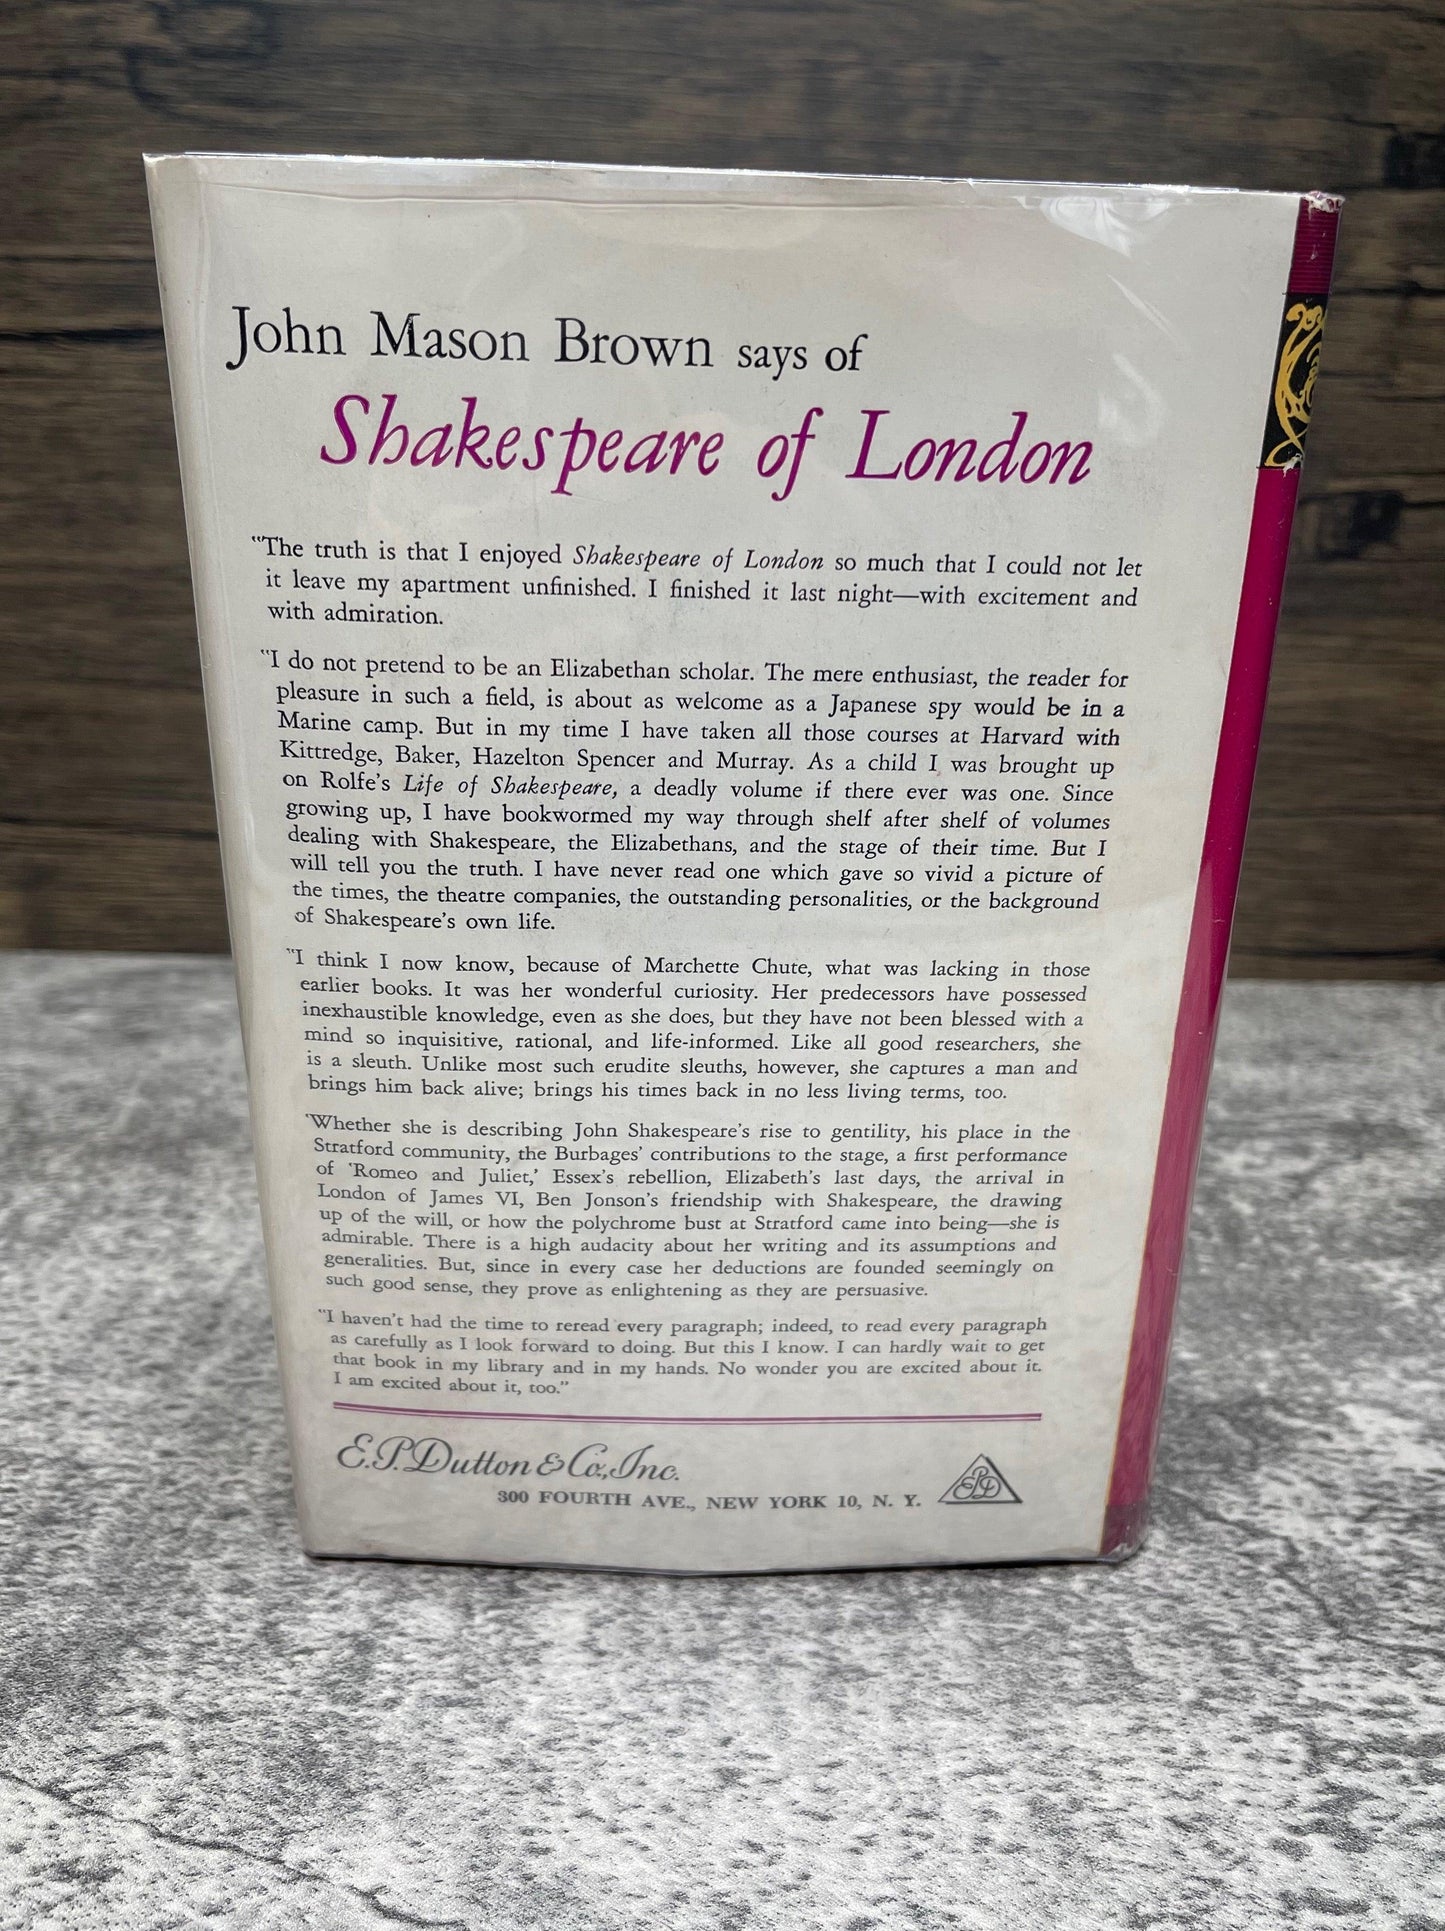 John Mason Brown says of
Shakespeare of London
"The truth is that I enjoyed Shakespeare of London so much that I could not let
it leave my apartment unfinished. I finished it last night—with excitement and
with admiration.
"I do not pretend to be an Elizabethan scholar. The mere enthusiast, the reader for
pleasure in such a field, is about as welcome as a Japanese spy would be in a
Marine camp. But in my time I have taken all those courses at Harvard with
Kittredge, Baker, Hazelton Spencer and Murray. As a child I was brought up
on Rolfe's Life of Shakespeare, a deadly volume if there ever was one. Since
growing up, I have bookwormed my way through shelf after shelf of volumes
dealing with Shakespeare, the Elizabethans, and the stage of their time. But I
will tell you the truth. I have never read one which gave so vivid a picture of
the times, the theatre companies, the outstanding personalities, or the background
of Shakespeare's own life.
"I think I now know, because of Marchette Chute, what was lacking in those
earlier books. It was her wonderful curiosity. Her predecessors have possessed
inexhaustible knowledge, even as she does, but they have not been blessed with a
mind so inquisitive, rational, and life-informed. Like all good researchers, she
is a sleuth. Unlike most such erudite sleuths, however, she captures a man and
brings him back alive; brings his times back in no less living terms, too.
"Whether she is describing John Shakespeare's rise to gentility, his place in the
Stratford community, the Burbages' contributions to the stage, a first performance
of 'Romeo and Juliet,' Essex's rebellion, Elizabeth's last days, the arrival in
London of James VI, Ben Jonson's friendship with Shakespeare, the drawing
up of the will, or how the polychrome bust at Stratford came into being—she is
admirable. There is a high audacity about her writing and its assumptions and
generalities. But, since in every case her deductions are founded seemingly on
such good sense, they prove as enlightening as they are persuasive.
"I haven't had the time to reread every paragraph; indeed, to read every paragraph
as carefully as I look forward to doing. But this I know. I can hardly wait to get
that book in my library and in my hands. No wonder you are excited about it.
I am excited about it, too."
E.P. Dutton & Co., Inc.
300 FOURTH AVE., NEW YORK 10, N. Y.
EPD